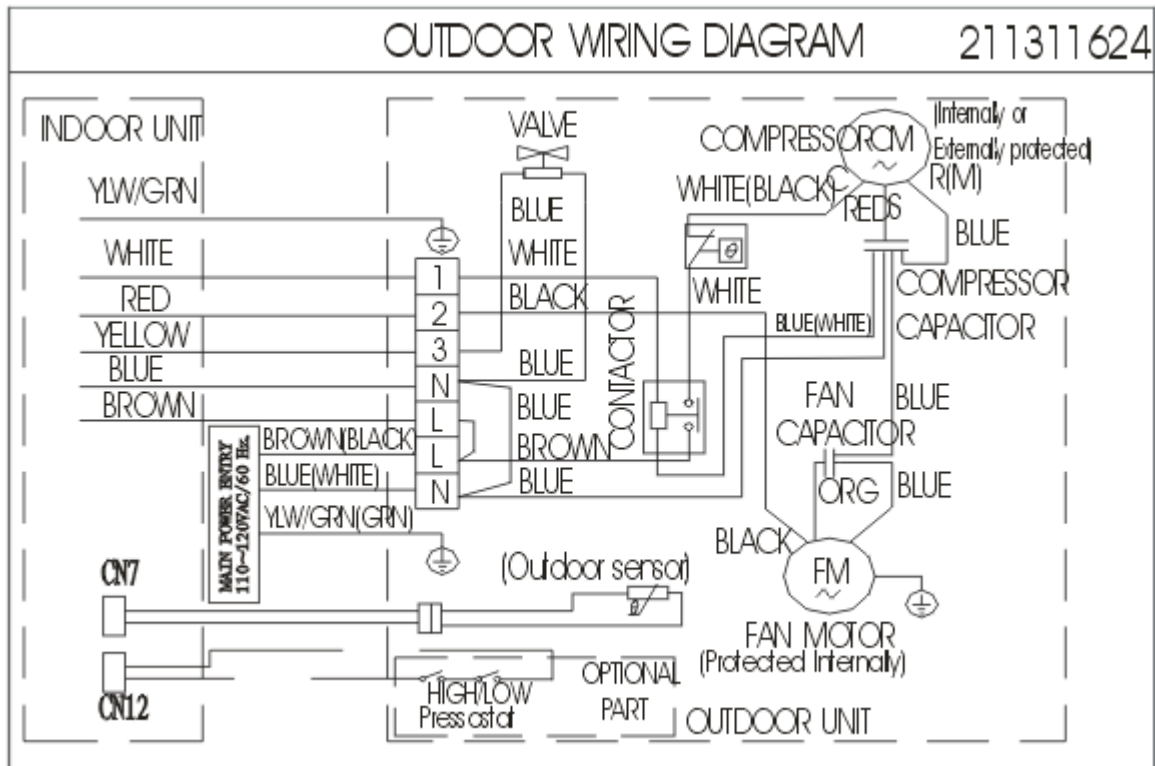 OUTDOOR WIRING DIAGRAM 211311624
INDOOR UNIT
YLW/GRN
WHITE
RED
YELLOW
BLUE
BROWN
MAIN POWER ENTRY
110~120VAC/60 Hz.
BROWN(BLACK)
BLUE(WHITE)
YLW/GRN(GRN)
1
2
3
N
L
L
N
VALVE
BLUE
WHITE
BLACK
BLUE
BLUE
BROWN
BLUE
CONTACTOR
COMPRESSOR CM
(Internally or
Externally protected)
WHITE(BLACK) C
RED S
R(M)
BLUE
θ
WHITE
COMPRESSOR
CAPACITOR
BLUE(WHITE)
FAN
CAPACITOR
BLUE
ORG
BLUE
BLACK
FM
FAN MOTOR
(Protected Internally)
(Outdoor sensor)
θ
CN7
CN12
HIGH/LOW
Pressostat
OPTIONAL
PART
OUTDOOR UNIT